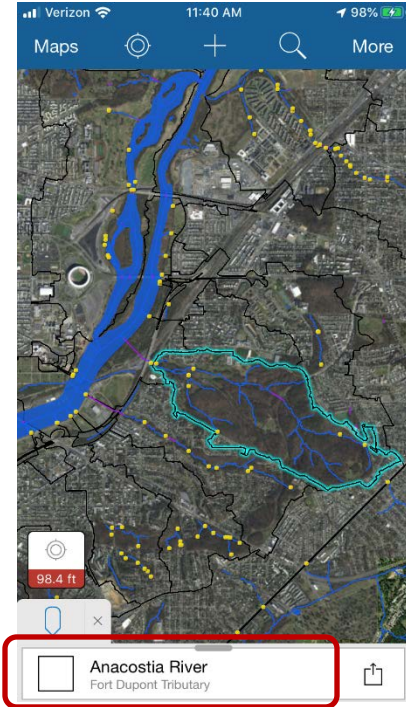 Verizon 11:40 AM 98%
Maps More
98.4 ft
Anacostia River
Fort Dupont Tributary